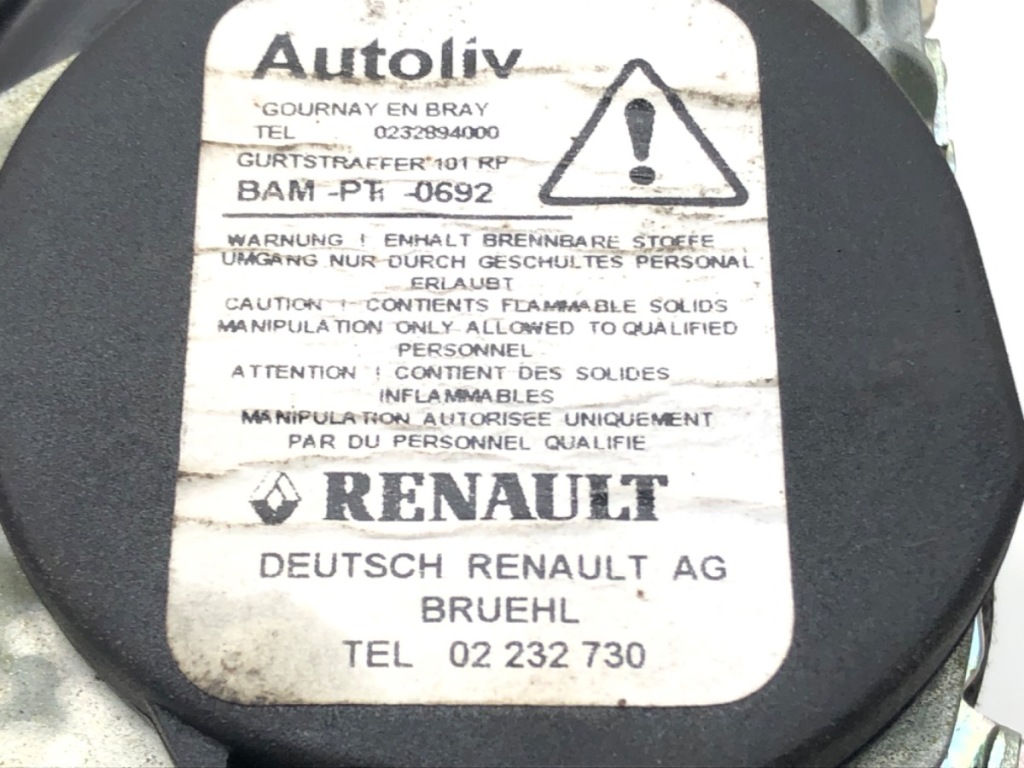 Autoliv
GOURNAY EN BRAY
TEL 0232894000
GURTSTRAFFER 101 RP
BAM -PT1 -0692
WARNUNG ! ENHALT BRENNBARE STOFFE
UMGANG NUR DURCH GESCHULTES PERSONAL
ERLAUBT
CAUTION ! CONTIENTS FLAMMABLE SOLIDS
MANIPULATION ONLY ALLOWED TO QUALIFIED
PERSONNEL
ATTENTION ! CONTIENT DES SOLIDES
INFLAMMABLES
MANIPULATION AUTORISEE UNIQUEMENT
PAR DU PERSONNEL QUALIFIE
RENAULT
DEUTSCH RENAULT AG
BRUEHL
TEL 02 232 730